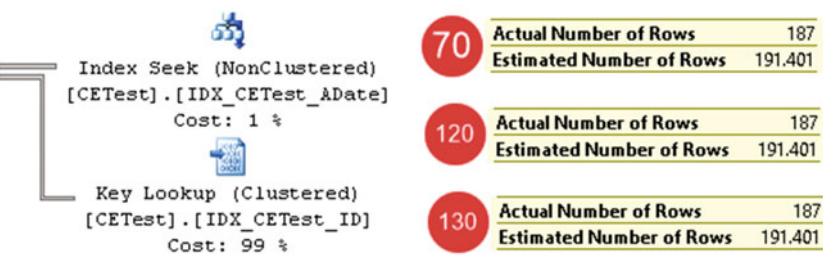 Index Seek (NonClustered)
[CETest].[IDX_CETest_ADate]
Cost: 1 %
Key Lookup (Clustered)
[CETest].[IDX_CETest_ID]
Cost: 99 %
70
Actual Number of Rows 187
Estimated Number of Rows 191.401
120
Actual Number of Rows 187
Estimated Number of Rows 191.401
130
Actual Number of Rows 187
Estimated Number of Rows 191.401